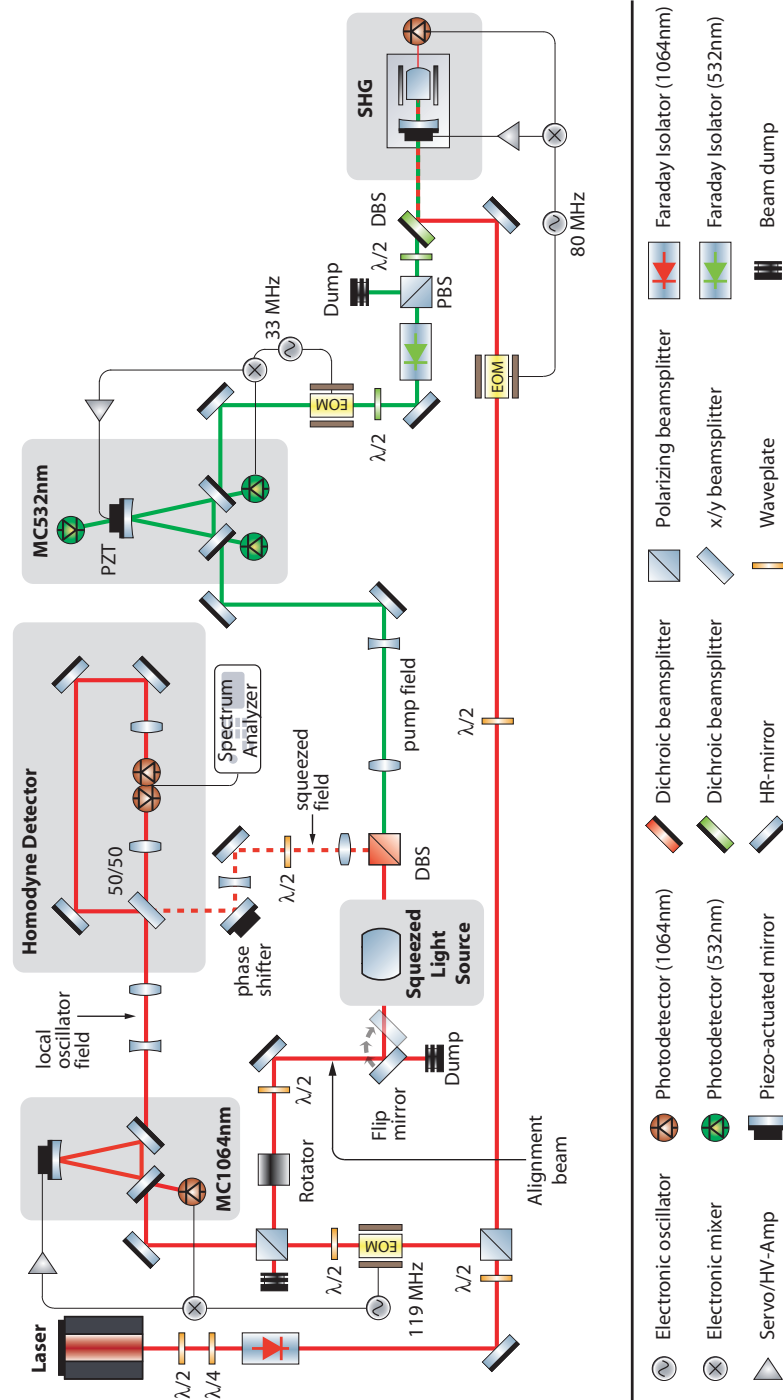 Laser
λ/2
λ/4
119 MHz
EOM
λ/2
λ/2
MC1064nm
Rotator
λ/2
Flip
mirror
Dump
Alignment
beam
local
oscillator
field
Homodyne Detector
50/50
phase
shifter
λ/2
squeezed
field
Spectrum
Analyzer
Squeezed
Light
Source
DBS
pump field
λ/2
MC532nm
PZT
33 MHz
EOM
λ/2
Dump
PBS
λ/2
DBS
EOM
80 MHz
SHG
Electronic oscillator
Electronic mixer
Servo/HV-Amp
Photodetector (1064nm)
Photodetector (532nm)
Piezo-actuated mirror
Dichroic beamsplitter
Dichroic beamsplitter
HR-mirror
Polarizing beamsplitter
x/y beamsplitter
Waveplate
Faraday Isolator (1064nm)
Faraday Isolator (532nm)
Beam dump